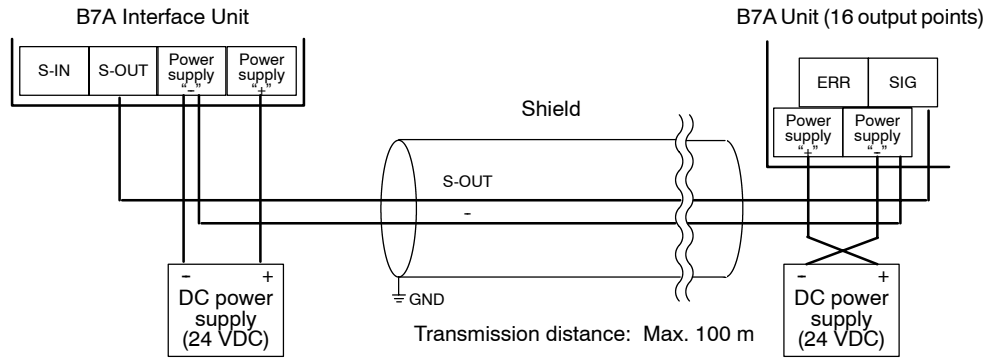 B7A Interface Unit
B7A Unit (16 output points)
S-IN
S-OUT
Power
supply
“-”
Power
supply
“+”
ERR
SIG
Power
supply
“+”
Power
supply
“-”
Shield
S-OUT
-
- +
DC power
supply
(24 VDC)
GND
Transmission distance: Max. 100 m
- +
DC power
supply
(24 VDC)